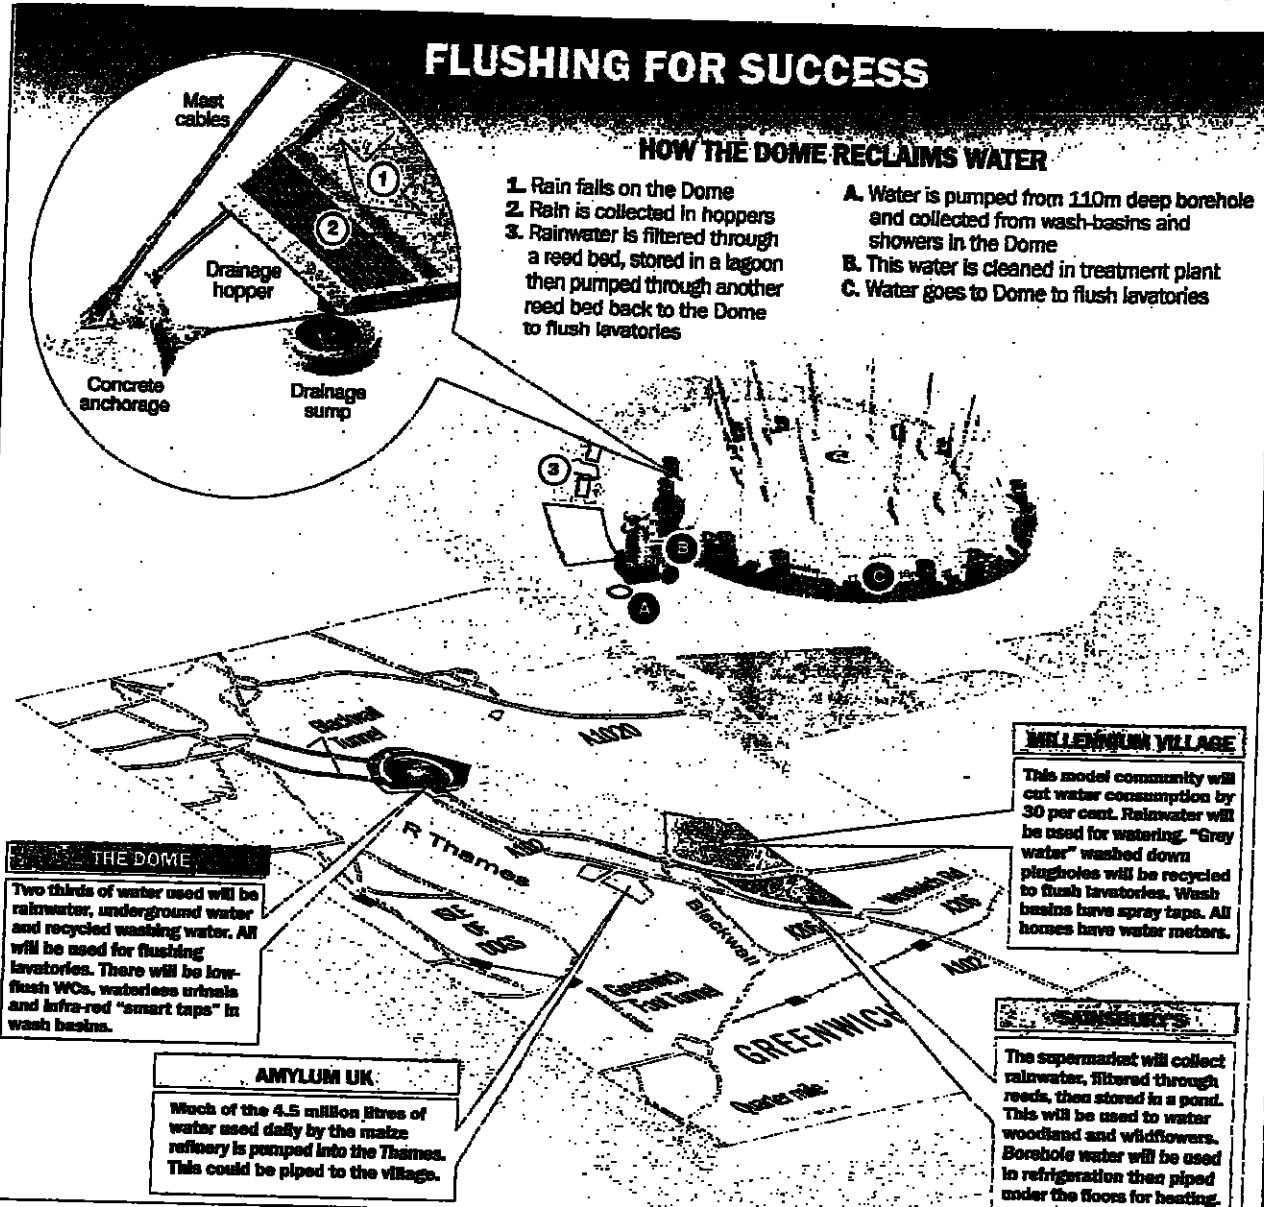 FLUSHING FOR SUCCESS
HOW THE DOME RECLAIMS WATER
1. Rain falls on the Dome
2. Rain is collected in hoppers
3. Rainwater is filtered through
a reed bed, stored in a lagoon
then pumped through another
reed bed back to the Dome
to flush lavatories
A. Water is pumped from 110m deep borehole
and collected from wash-basins and
showers in the Dome
B. This water is cleaned in treatment plant
C. Water goes to Dome to flush lavatories
Mast
cables
1
2
Drainage
hopper
Concrete
anchorage
Drainage
sump
3
B
C
A
Blackwall
Tunnel
A1020
R Thames
ISLE OF
DOGS
Greenwich
Foot Tunnel
Blackwall
Woolwich Rd
A206
A102
GREENWICH
Quarter mile
THE DOME
Two thirds of water used will be
rainwater, underground water
and recycled washing water. All
will be used for flushing
lavatories. There will be low-
flush WCs, waterless urinals
and infra-red "smart taps" in
wash basins.
AMYLUM UK
Much of the 4.5 million litres of
water used daily by the maize
refinery is pumped into the Thames.
This could be piped to the village.
MILLENNIUM VILLAGE
This model community will
cut water consumption by
30 per cent. Rainwater will
be used for watering. "Grey
water" washed down
plugholes will be recycled
to flush lavatories. Wash
basins have spray taps. All
homes have water meters.
SAINSBURY'S
The supermarket will collect
rainwater, filtered through
reeds, then stored in a pond.
This will be used to water
woodland and wildflowers.
Borehole water will be used
in refrigeration then piped
under the floors for heating.